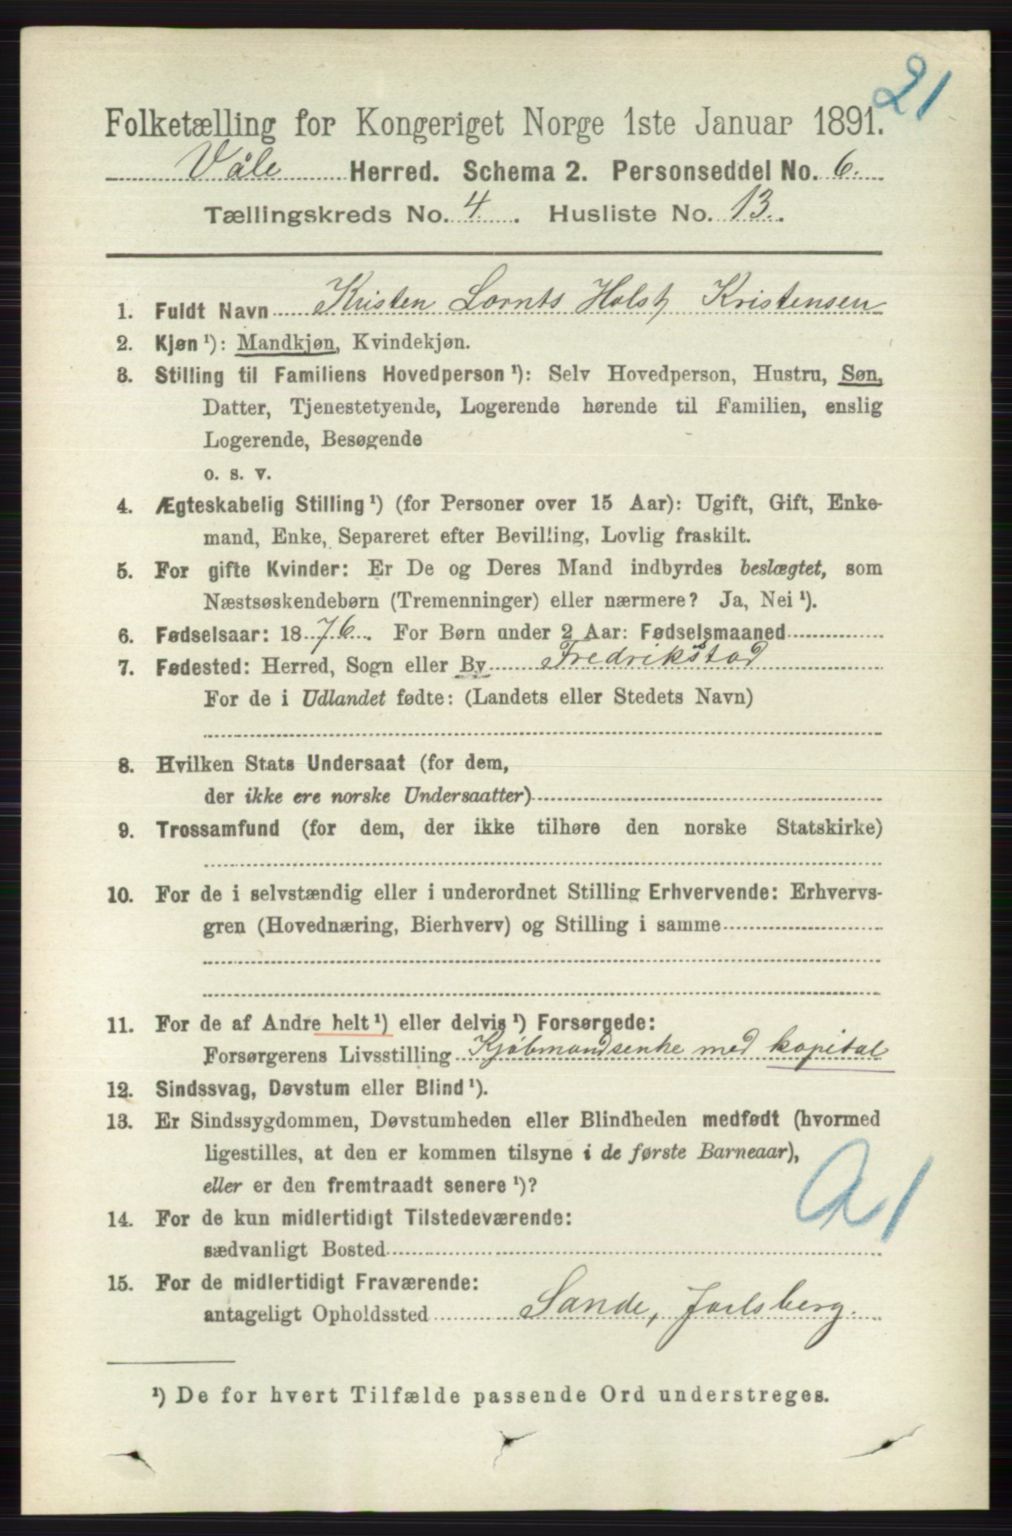 21
Folketælling for Kongeriget Norge 1ste Januar 1891.
Våle Herred. Schema 2. Personseddel No. 6.
Tællingskreds No. 4. Husliste No. 13.
1. Fuldt Navn Kristen Lornts Holst Kristensen
2. Kjøn ¹): Mandkjøn, Kvindekjøn.
3. Stilling til Familiens Hovedperson ¹): Selv Hovedperson, Hustru, Søn,
Datter, Tjenestetyende, Logerende hørende til Familien, enslig
Logerende, Besøgende
o. s. v.
4. Ægteskabelig Stilling ¹) (for Personer over 15 Aar): Ugift, Gift, Enke-
mand, Enke, Separeret efter Bevilling, Lovlig fraskilt.
5. For gifte Kvinder: Er De og Deres Mand indbyrdes beslægtet, som
Næstsøskendebørn (Tremenninger) eller nærmere? Ja, Nei ¹).
6. Fødselsaar: 1876. For Børn under 2 Aar: Fødselsmaaned
7. Fødested: Herred, Sogn eller By Fredrikstad
For de i Udlandet fødte: (Landets eller Stedets Navn)
8. Hvilken Stats Undersaat (for dem,
der ikke ere norske Undersaatter)
9. Trossamfund (for dem, der ikke tilhøre den norske Statskirke)
10. For de i selvstændig eller i underordnet Stilling Erhvervende: Erhvervs-
gren (Hovednæring, Bierhverv) og Stilling i samme
11. For de af Andre helt ¹) eller delvis ¹) Forsørgede:
Forsørgerens Livsstilling Kjøbmandsenke med kapital
12. Sindssvag, Døvstum eller Blind ¹).
13. Er Sindssygdommen, Døvstumheden eller Blindheden medfødt (hvormed
ligestilles, at den er kommen tilsyne i de første Barneaar),
eller er den fremtraadt senere ¹)?
14. For de kun midlertidigt Tilstedeværende:
sædvanligt Bosted
15. For de midlertidigt Fraværende:
antageligt Opholdssted Sande, Jarlsberg.
¹) De for hvert Tilfælde passende Ord understreges.